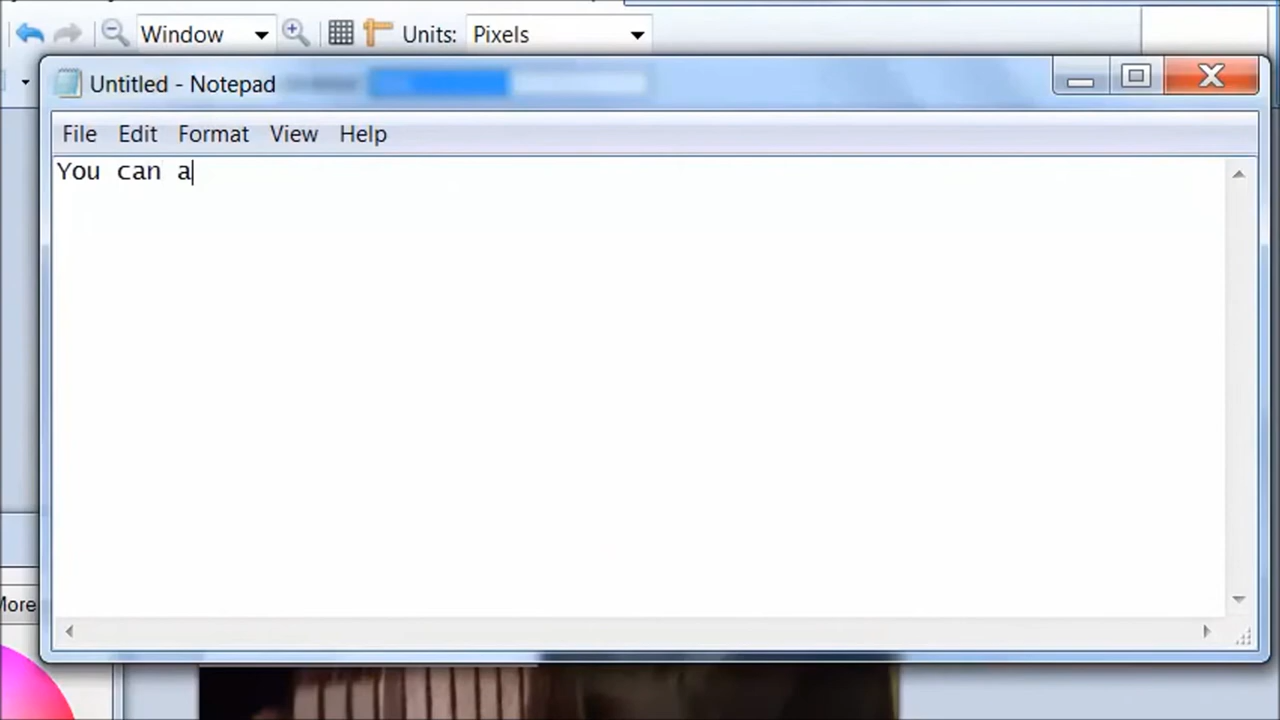 Window
Units:
Pixels
Untitled - Notepad
File Edit Format View Help
You can a
More